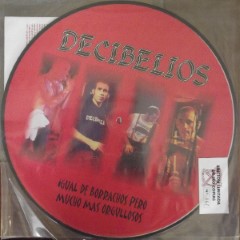 DECIBELIOS
IGUAL DE BORRACHOS PERO
MUCHO MAS ORGULLOSOS